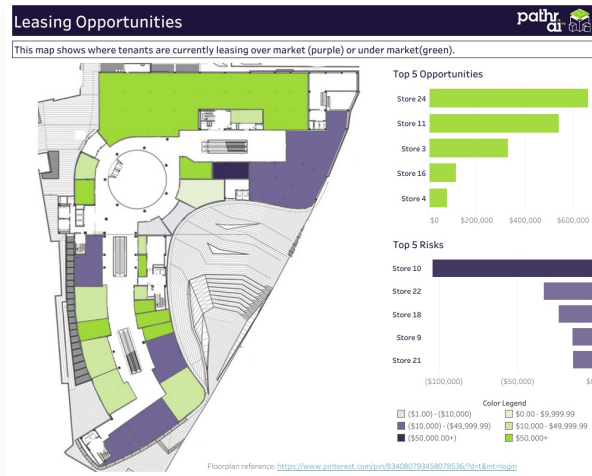 Leasing Opportunities
pathr.
ai
This map shows where tenants are currently leasing over market (purple) or under market(green).
Top 5 Opportunities
Store 24
Store 11
Store 3
Store 16
Store 4
$0 $200,000 $400,000 $600,000
Top 5 Risks
Store 10
Store 22
Store 18
Store 9
Store 21
($100,000) ($50,000)
Color Legend
($1.00) - ($10,000) $0.00 - $9,999.99
($10,000) - ($49,999.99) $10,000 - $49,999.99
($50,000.00+) $50,000+
Floorplan reference: https://www.pinterest.com/pin/834080793458078536/?d=t&mt=login